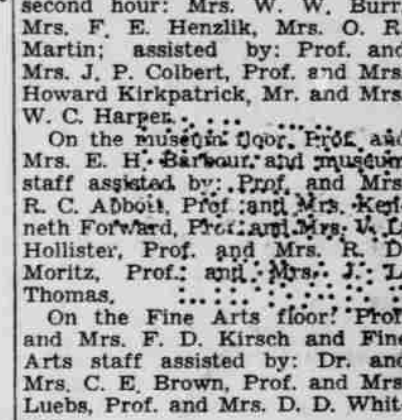 second hour: Mrs. W. W. Burr,
Mrs. F. E. Henzlik, Mrs. O. R.
Martin; assisted by: Prof. and
Mrs. J. P. Colbert, Prof. and Mrs.
Howard Kirkpatrick, Mr. and Mrs.
W. C. Harper.
On the museum floor, Prof. and
Mrs. E. H. Barbour and museum
staff assisted by: Prof. and Mrs.
R. C. Abbott, Prof. and Mrs. Ken-
neth Forward, Prof. and Mrs. V. L.
Hollister, Prof. and Mrs. R. D.
Moritz, Prof. and Mrs. J. L.
Thomas.
On the Fine Arts floor: Prof.
and Mrs. F. D. Kirsch and Fine
Arts staff assisted by: Dr. and
Mrs. C. E. Brown, Prof. and Mrs.
Luebs, Prof. and Mrs. D. D. Whit-